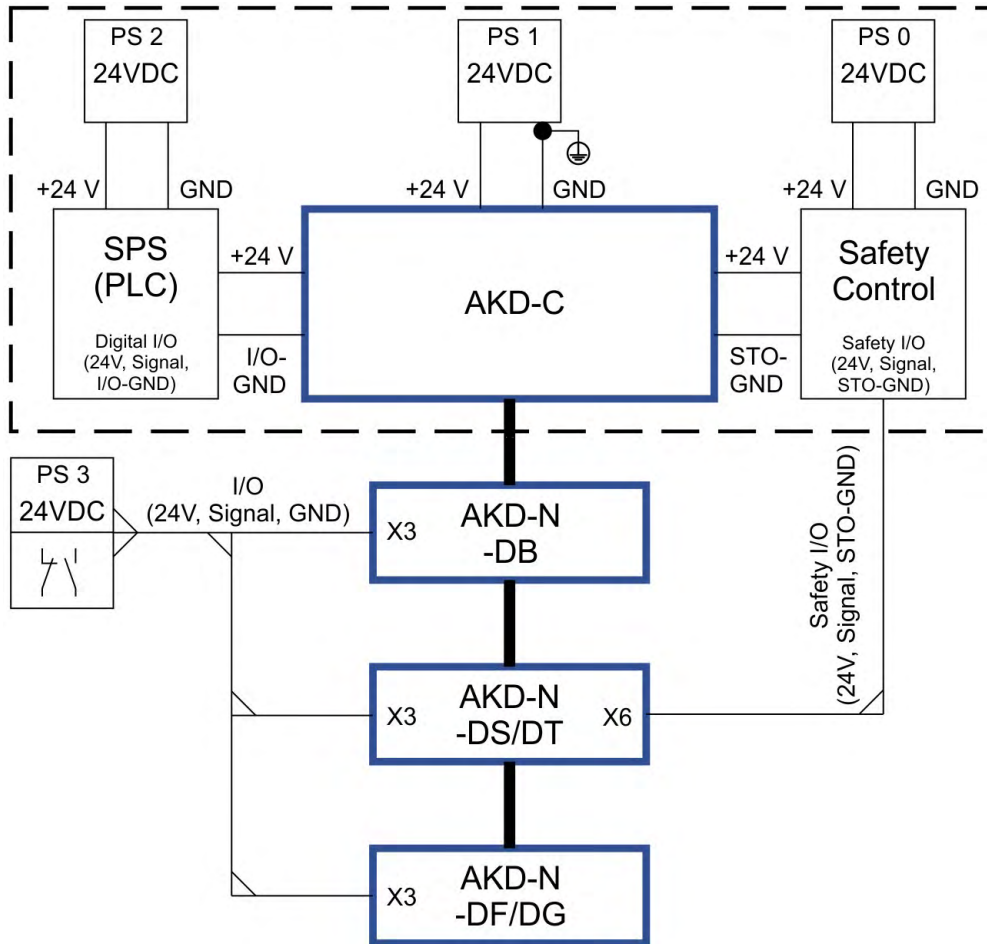 PS 2
24VDC
PS 1
24VDC
PS 0
24VDC
+24 V
GND
+24 V
GND
+24 V
GND
SPS
(PLC)
Digital I/O
(24V, Signal,
I/O-GND)
+24 V
I/O-
GND
AKD-C
+24 V
STO-
GND
Safety
Control
Safety I/O
(24V, Signal,
STO-GND)
PS 3
24VDC
I/O
(24V, Signal, GND)
X3
AKD-N
-DB
Safety I/O
(24V, Signal, STO-GND)
X3
AKD-N
-DS/DT
X6
X3
AKD-N
-DF/DG